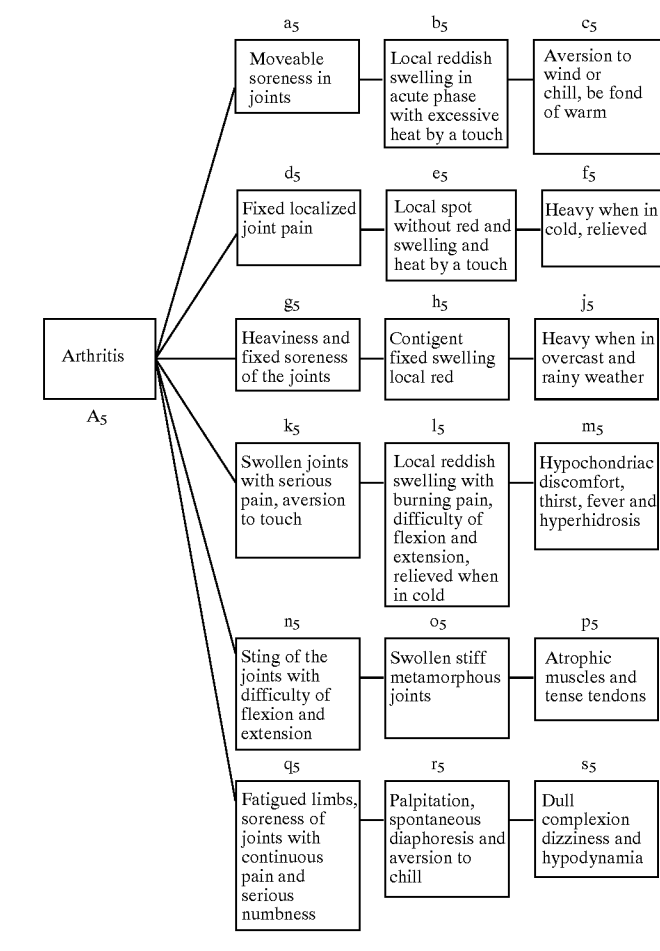 a5
b5
c5
Moveable
soreness in
joints
Local reddish
swelling in
acute phase
with excessive
heat by a touch
Aversion to
wind or
chill, be fond
of warm
d5
e5
f5
Fixed localized
joint pain
Local spot
without red and
swelling and
heat by a touch
Heavy when in
cold, relieved
g5
h5
j5
Arthritis
A5
Heaviness and
fixed soreness
of the joints
Contigent
fixed swelling
local red
Heavy when in
overcast and
rainy weather
k5
l5
m5
Swollen joints
with serious
pain, aversion
to touch
Local reddish
swelling with
burning pain,
difficulty of
flexion and
extension,
relieved when
in cold
Hypochondriac
discomfort,
thirst, fever and
hyperhidrosis
n5
o5
p5
Sting of the
joints with
difficulty of
flexion and
extension
Swollen stiff
metamorphous
joints
Atrophic
muscles and
tense tendons
q5
r5
s5
Fatigued limbs,
soreness of
joints with
continuous
pain and
serious
numbness
Palpitation,
spontaneous
diaphoresis and
aversion to
chill
Dull
complexion
dizziness and
hypodynamia